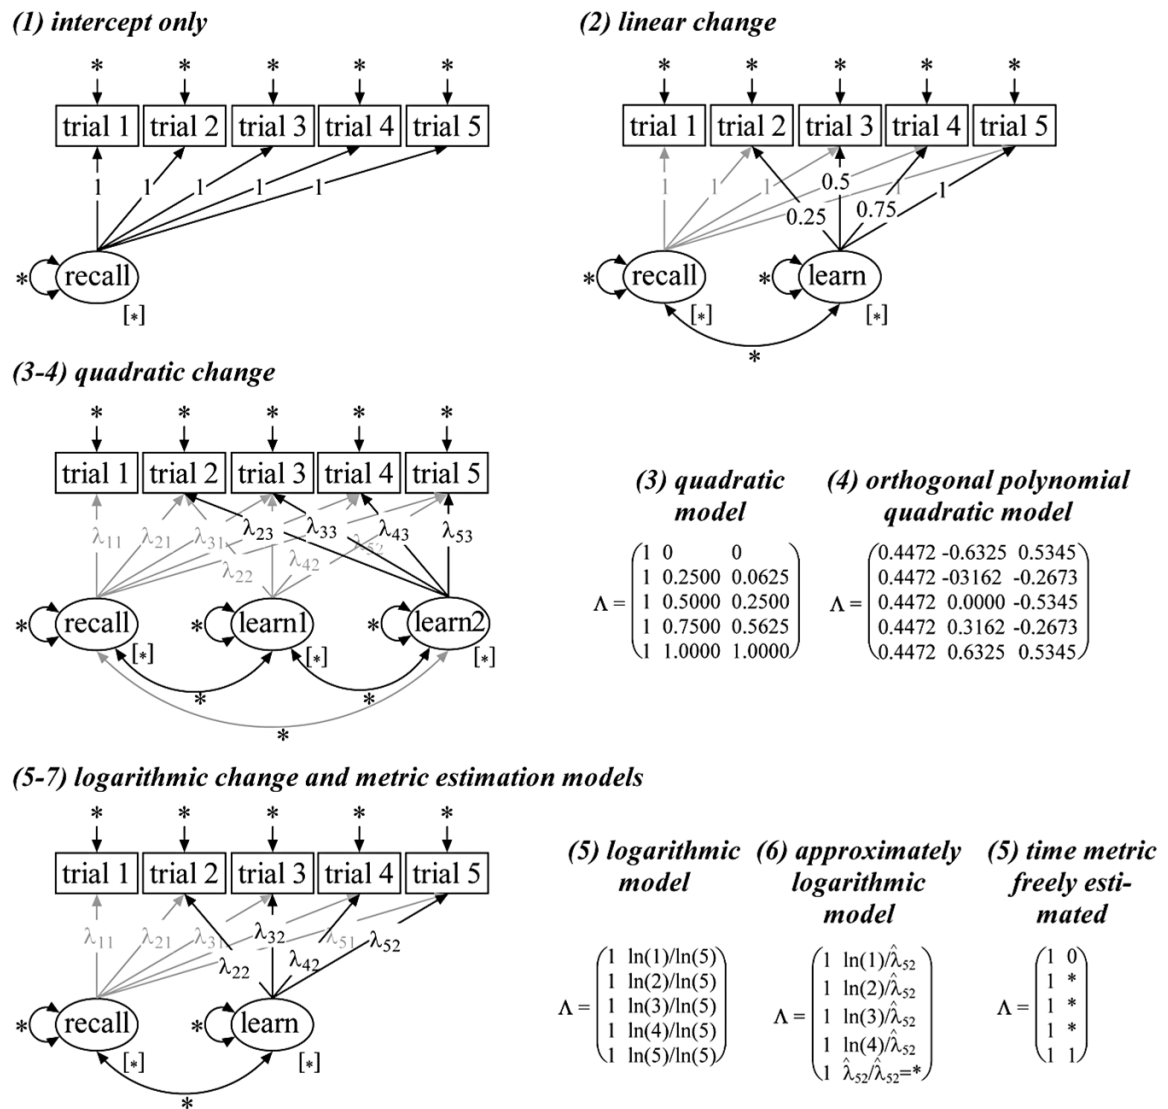 (1) intercept only
* * * * *
trial 1 trial 2 trial 3 trial 4 trial 5
1 1 1 1 1
* recall
[*]
(2) linear change
* * * * *
trial 1 trial 2 trial 3 trial 4 trial 5
1 1 1 0.5 1
0.25 0.75 1
* recall * learn
[*] [*]
*
(3-4) quadratic change
* * * * *
trial 1 trial 2 trial 3 trial 4 trial 5
λ11 λ21 λ31 λ23 λ33 λ43 λ53
λ22 λ42 λ52
* recall * learn1 * learn2
[*] [*] [*]
* *
*
(3) quadratic
model
Λ =
1 0 0
1 0.2500 0.0625
1 0.5000 0.2500
1 0.7500 0.5625
1 1.0000 1.0000
(4) orthogonal polynomial
quadratic model
Λ =
0.4472 -0.6325 0.5345
0.4472 -03162 -0.2673
0.4472 0.0000 -0.5345
0.4472 0.3162 -0.2673
0.4472 0.6325 0.5345
(5-7) logarithmic change and metric estimation models
* * * * *
trial 1 trial 2 trial 3 trial 4 trial 5
λ11 λ21 λ31 λ32 λ51 λ52
λ22 λ42
* recall * learn
[*] [*]
*
(5) logarithmic
model
Λ =
1 ln(1)/ln(5)
1 ln(2)/ln(5)
1 ln(3)/ln(5)
1 ln(4)/ln(5)
1 ln(5)/ln(5)
(6) approximately
logarithmic
model
Λ =
1 ln(1)/λ̂52
1 ln(2)/λ̂52
1 ln(3)/λ̂52
1 ln(4)/λ̂52
1 λ̂52/λ̂52=*
(5) time metric
freely esti-
mated
Λ =
1 0
1 *
1 *
1 *
1 1